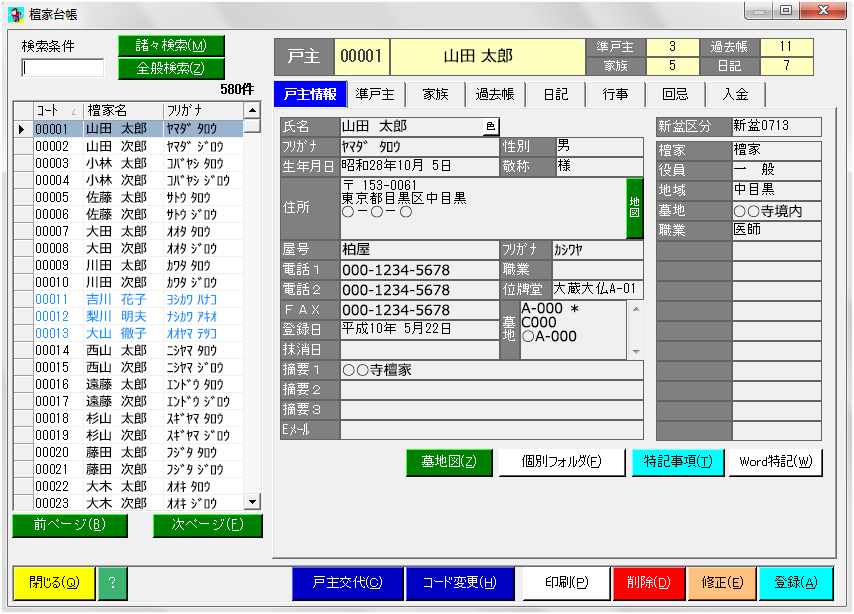 檀家台帳
検索条件
諸々検索(M)
全般検索(Z)
580件
コード 檀家名 フリガナ
00001 山田 太郎 ヤマダ タロウ
00002 山田 次郎 ヤマダ ジロウ
00003 小林 太郎 コバヤシ タロウ
00004 小林 次郎 コバヤシ ジロウ
00005 佐藤 太郎 サトウ タロウ
00006 佐藤 次郎 サトウ ジロウ
00007 大田 太郎 オオタ タロウ
00008 大田 次郎 オオタ ジロウ
00009 川田 太郎 カワタ タロウ
00010 川田 次郎 カワタ ジロウ
00011 吉川 花子 ヨシカワ ハナコ
00012 梨川 明夫 ナシカワ アキオ
00013 大山 徹子 オオヤマ テツコ
00014 西山 太郎 ニシヤマ タロウ
00015 西山 次郎 ニシヤマ ジロウ
00016 遠藤 太郎 エンドウ タロウ
00017 遠藤 次郎 エンドウ ジロウ
00018 杉山 太郎 スギヤマ タロウ
00019 杉山 次郎 スギヤマ ジロウ
00020 藤田 太郎 フジタ タロウ
00021 藤田 次郎 フジタ ジロウ
00022 大木 太郎 オオキ タロウ
00023 大木 次郎 オオキ ジロウ
前ページ(B) 次ページ(F)
戸主 00001 山田 太郎
準戸主 3 過去帳 11
家族 5 日記 7
戸主情報 準戸主 家族 過去帳 日記 行事 回忌 入金
氏名 山田 太郎 色
フリガナ ヤマダ タロウ 性別 男
生年月日 昭和28年10月 5日 敬称 様
住所 〒 153-0061
東京都目黒区中目黒
○－○－○
地図
屋号 柏屋 フリガナ カシワヤ
電話１ 000-1234-5678 職業
電話２ 000-1234-5678 位牌堂 大蔵大仏A-01
ＦＡＸ 000-1234-5678 墓地 A-000 *
C000
○A-000
登録日 平成10年 5月22日
抹消日
摘要１ ○○寺檀家
摘要２
摘要３
Eメール
新盆区分 新盆0713
檀家 檀家
役員 一 般
地域 中目黒
墓地 ○○寺境内
職業 医師
墓地図(Z) 個別フォルダ(F) 特記事項(T) Word特記(W)
閉じる(Q) ? 戸主交代(C) コード変更(H) 印刷(P) 削除(D) 修正(E) 登録(A)